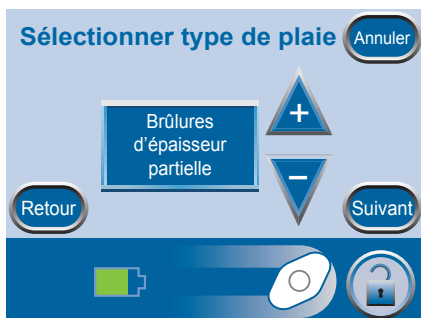 Sélectionner type de plaie
Annuler
+
Brûlures
d'épaisseur
partielle
−
Retour
Suivant